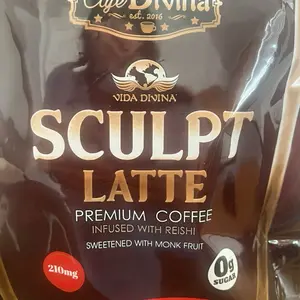 Café Divina
est. 2016
VIDA DIVINA
SCULPT
LATTE
PREMIUM COFFEE
INFUSED WITH REISHI
SWEETENED WITH MONK FRUIT
210mg
0g
SUGAR